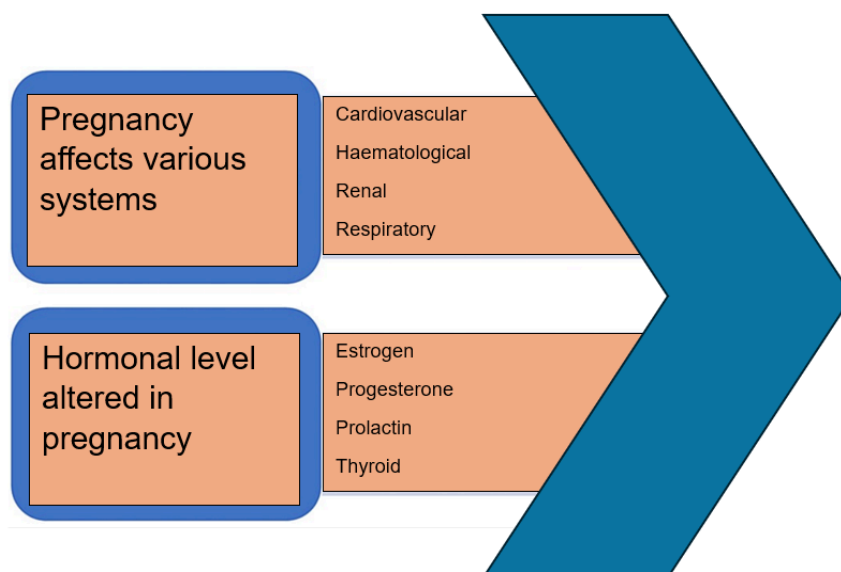 Pregnancy
affects various
systems
Cardiovascular
Haematological
Renal
Respiratory
Hormonal level
altered in
pregnancy
Estrogen
Progesterone
Prolactin
Thyroid